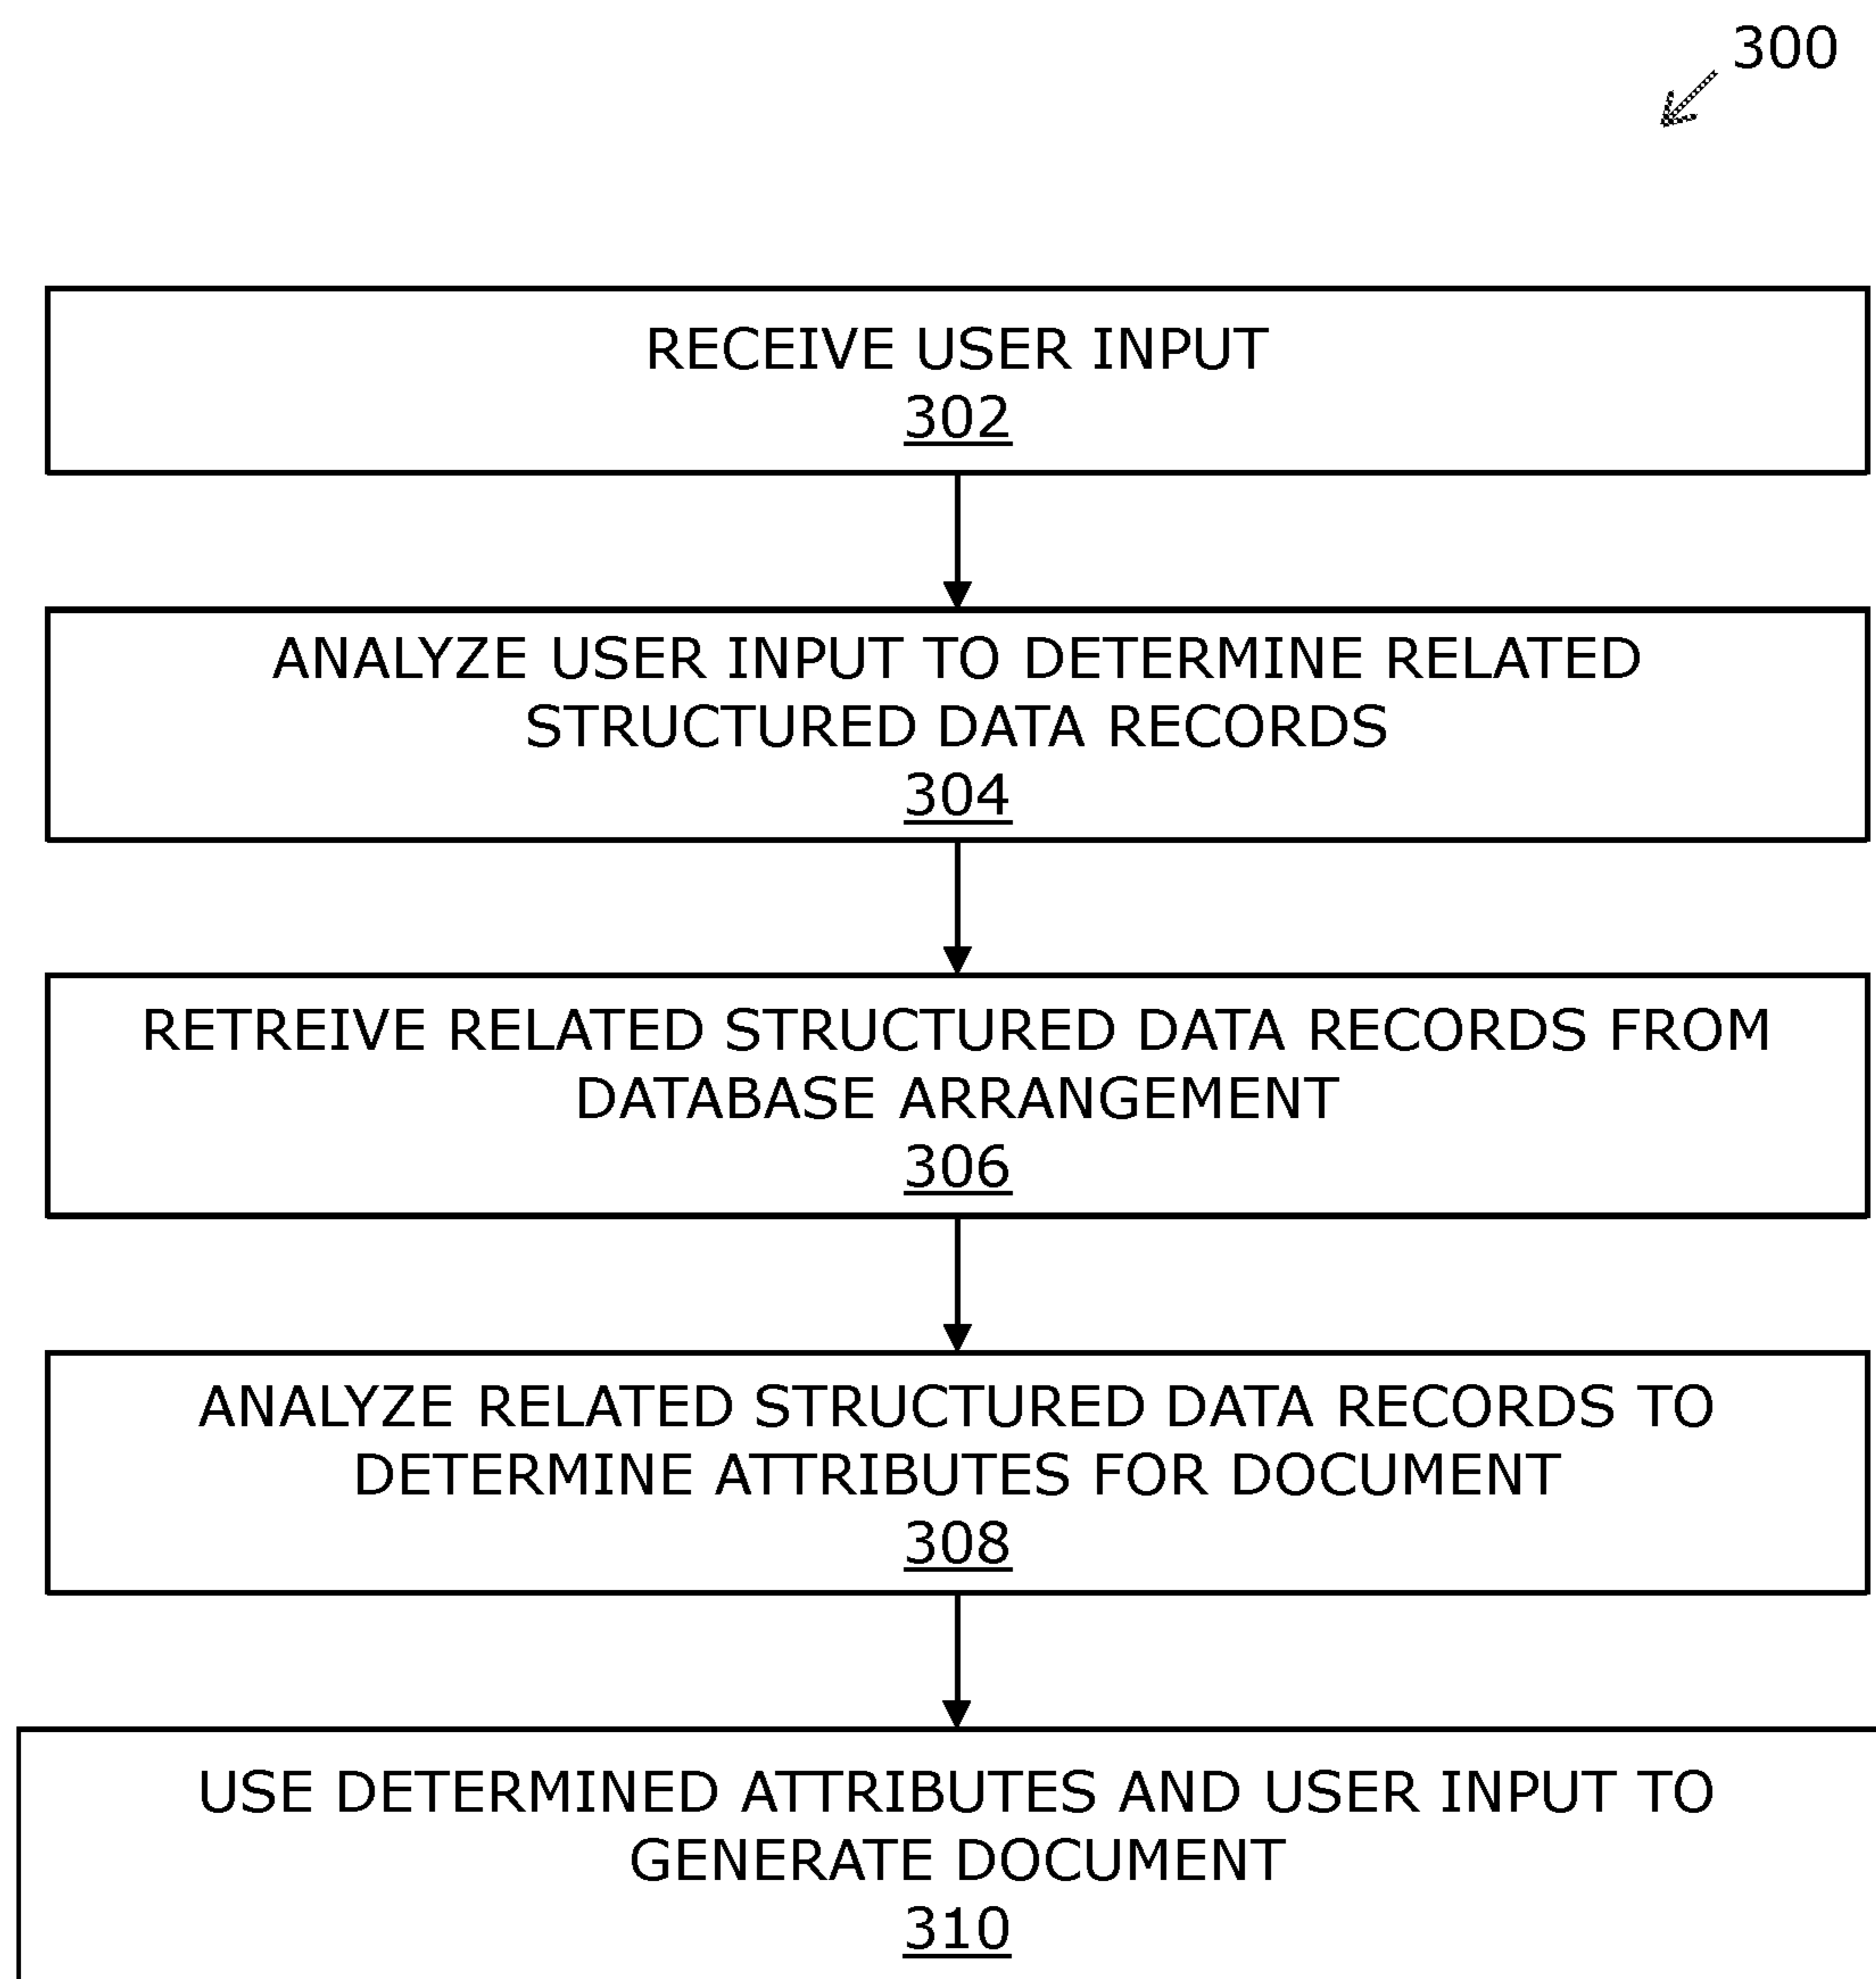 300
RECEIVE USER INPUT
302
ANALYZE USER INPUT TO DETERMINE RELATED
STRUCTURED DATA RECORDS
304
RETREIVE RELATED STRUCTURED DATA RECORDS FROM
DATABASE ARRANGEMENT
306
ANALYZE RELATED STRUCTURED DATA RECORDS TO
DETERMINE ATTRIBUTES FOR DOCUMENT
308
USE DETERMINED ATTRIBUTES AND USER INPUT TO
GENERATE DOCUMENT
310